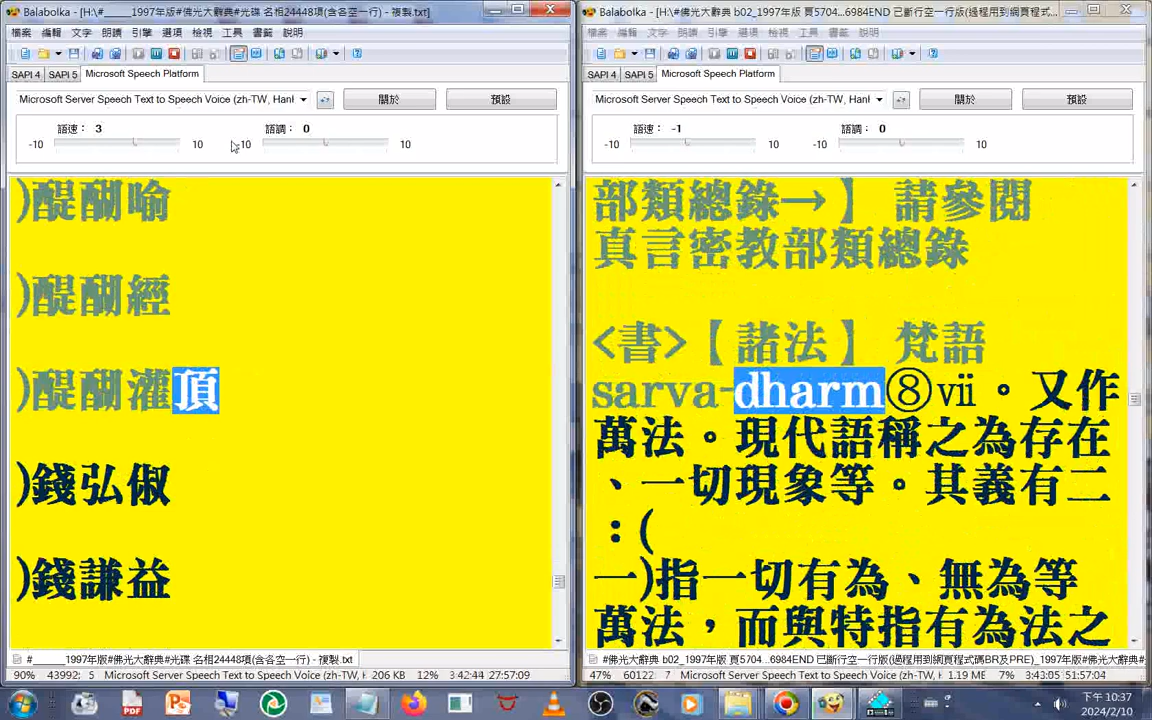 Balabolka - [H:\#_____1997年版#佛光大辭典#光碟 名相24448項(含各空一行) - 複製.txt]
檔案 編輯 文字 朗讀 引擎 選項 檢視 工具 書籤 說明
SAPI 4 SAPI 5 Microsoft Speech Platform
Microsoft Server Speech Text to Speech Voice (zh-TW, Hanl
關於 預設
語速： 3 語調： 0
-10 10 -10 10
)醍醐喻
)醍醐經
)醍醐灌頂
)錢弘俶
)錢謙益
#_____1997年版#佛光大辭典#光碟 名相24448項(含各空一行) - 複製.txt
90% 43992: 5 Microsoft Server Speech Text to Speech Voice (zh-TW, H 206 KB 12% 3:42:44 27:57:09
Balabolka - [H:\#佛光大辭典 b02_1997年版 頁5704...6984END 已斷行空一行版(過程用到網頁程式...
檔案 編輯 文字 朗讀 引擎 選項 檢視 工具 書籤 說明
SAPI 4 SAPI 5 Microsoft Speech Platform
Microsoft Server Speech Text to Speech Voice (zh-TW, Hanl
關於 預設
語速： -1 語調： 0
-10 10 -10 10
部類總錄→】 請參閱
真言密教部類總錄
<書>【諸法】 梵語
sarva-dharm⑧ⅶ。又作
萬法。現代語稱之為存在
、一切現象等。其義有二
：(
一)指一切有為、無為等
萬法，而與特指有為法之
#佛光大辭典 b02_1997年版 頁5704...6984END 已斷行空一行版(過程用到網頁程式碼BR及PRE)_1997年版#佛光大辭典#
47% 60122: 7 Microsoft Server Speech Text to Speech Voice (zh-TW, H 1.19 ME 7% 3:43:05 51:57:04
下午 10:37
2024/2/10